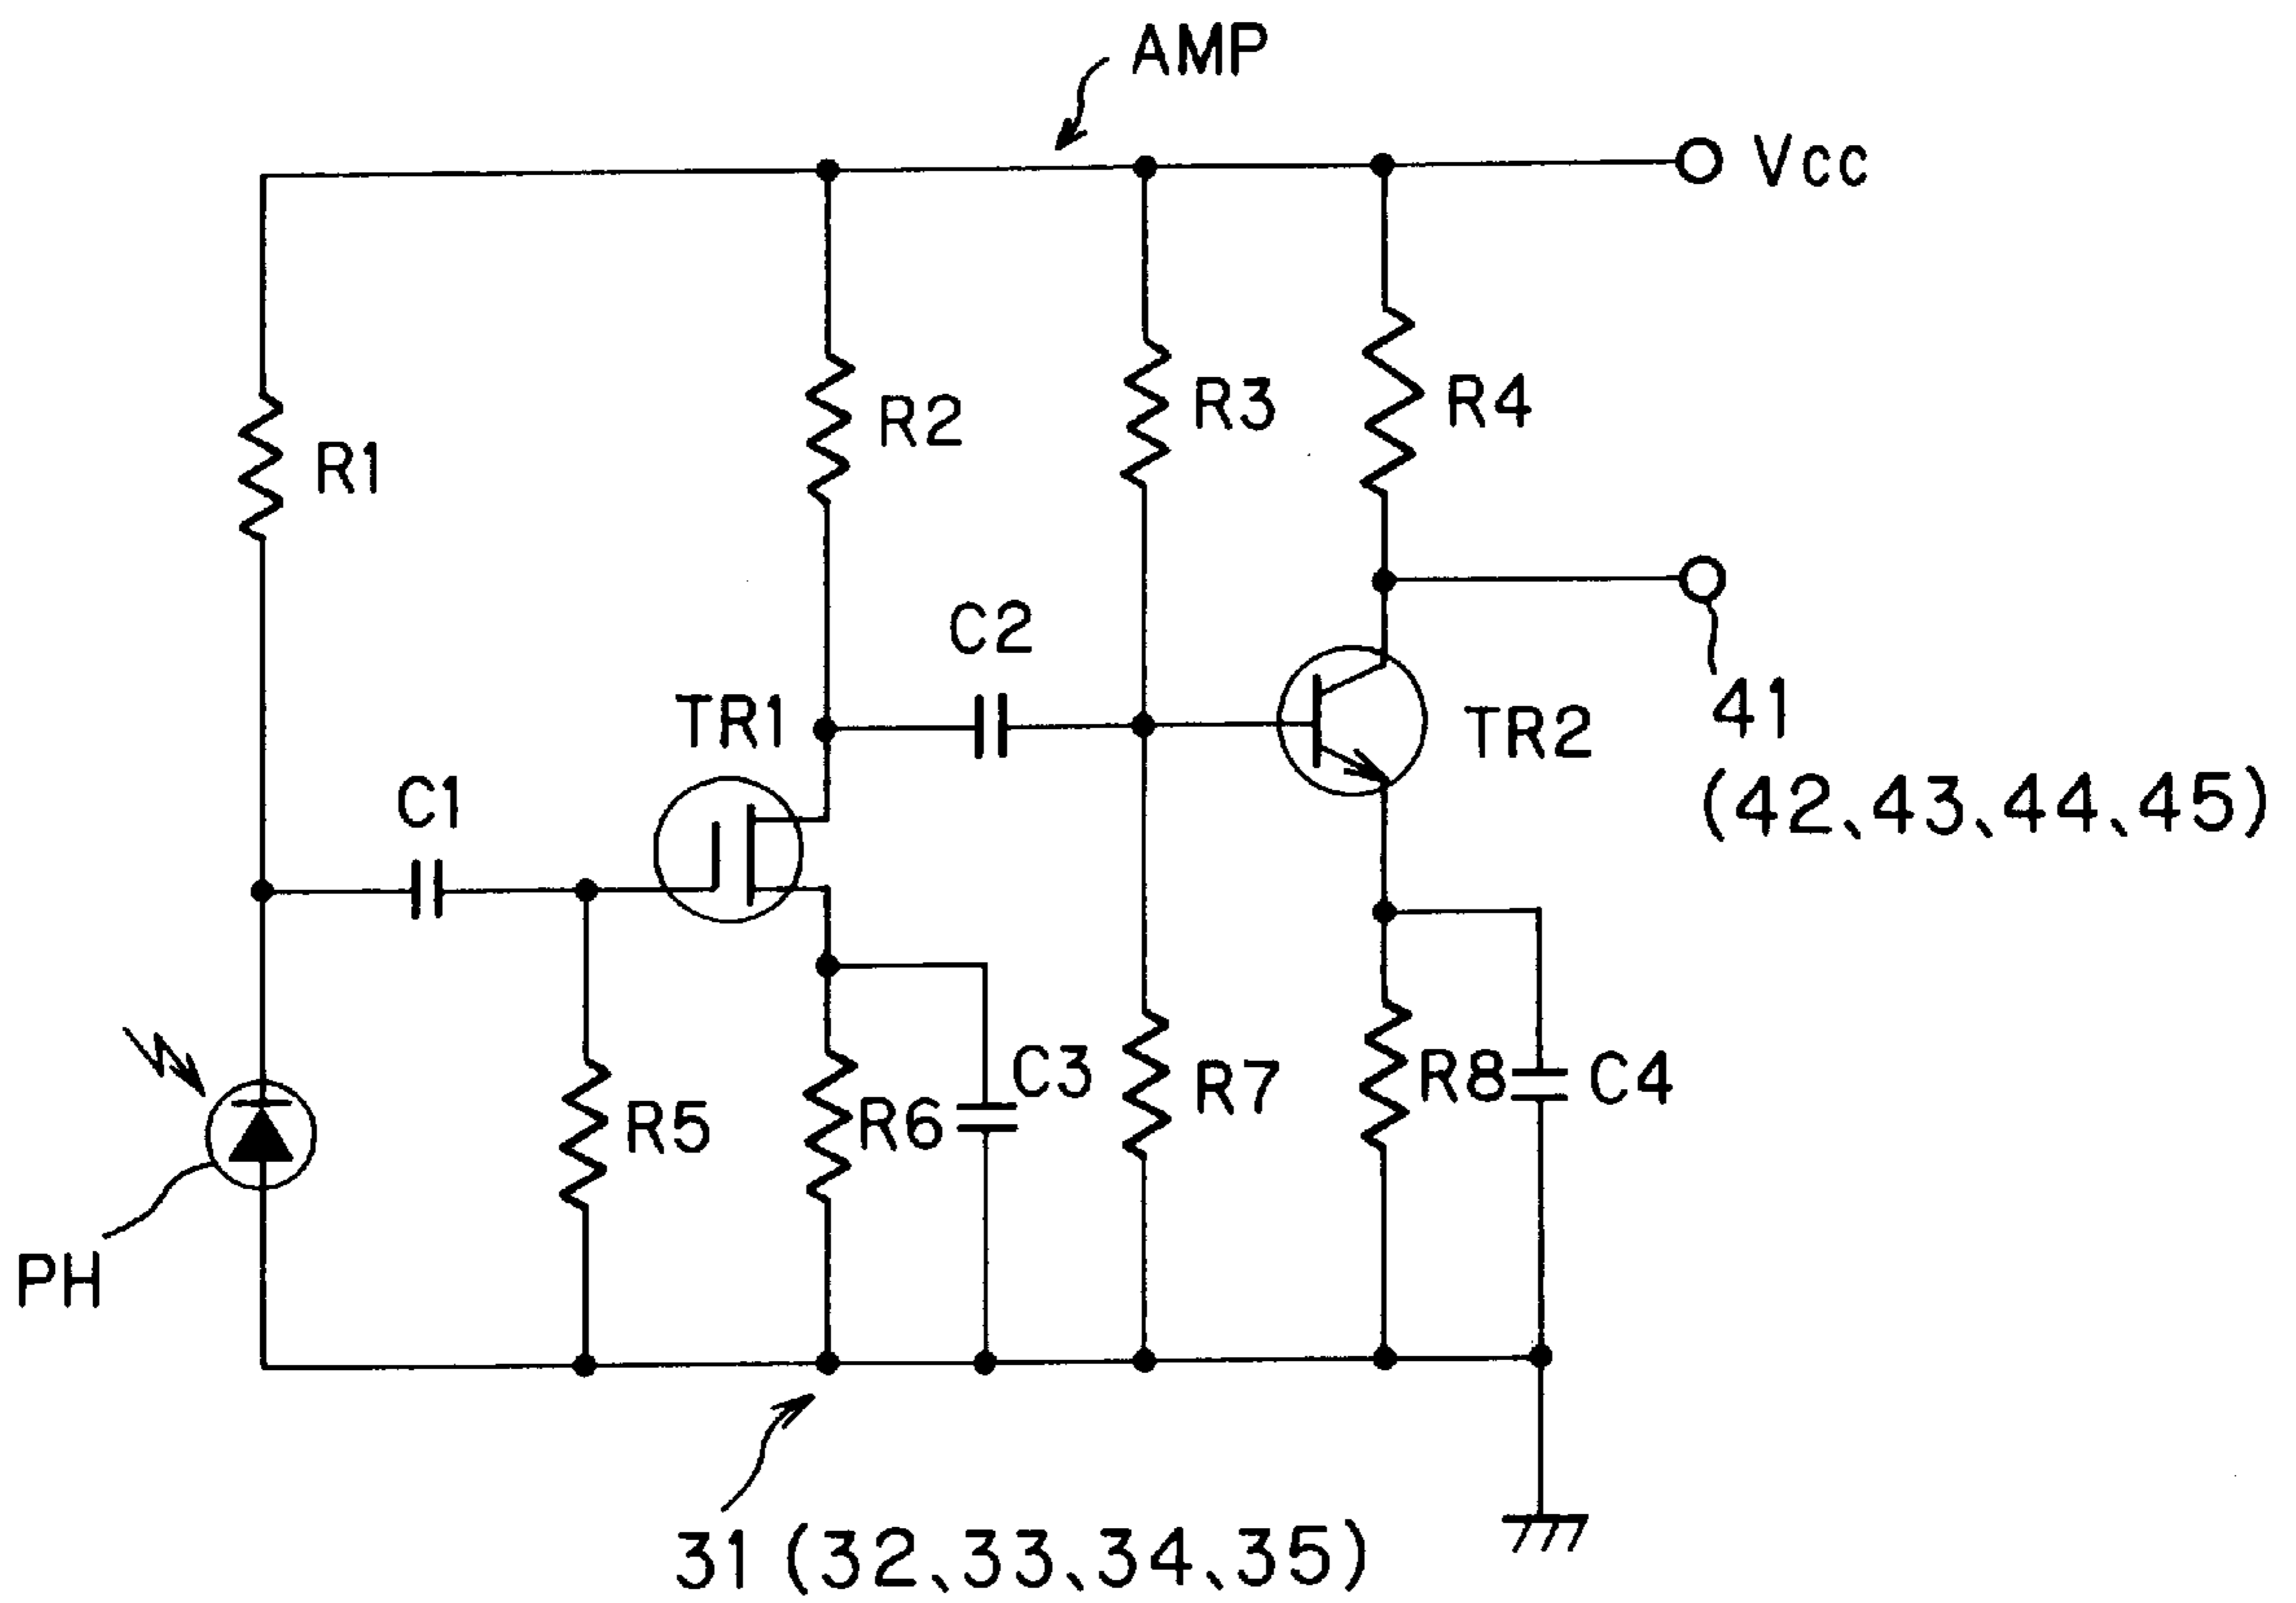 AMP
Vcc
R1
R2
R3
R4
C2
TR1
TR2
41
(42、43、44、45)
C1
R5
R6
C3
R7
R8
C4
PH
31(32、33、34、35)